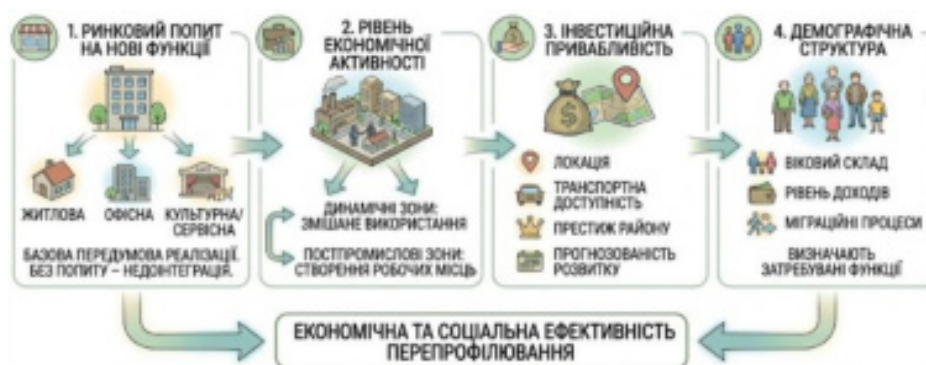 1. РИНКОВИЙ ПОПИТ
НА НОВІ ФУНКЦІЇ
ЖИТЛОВА
ОФІСНА
КУЛЬТУРНА/
СЕРВІСНА
БАЗОВА ПЕРЕДУМОВА РЕАЛІЗАЦІЇ.
БЕЗ ПОПИТУ – НЕДОІНТЕГРАЦІЯ.
2. РІВЕНЬ
ЕКОНОМІЧНОЇ
АКТИВНОСТІ
ДИНАМІЧНІ ЗОНИ:
ЗМІШАНЕ ВИКОРИСТАННЯ
ПОСТПРОМИСЛОВІ ЗОНИ:
СТВОРЕННЯ РОБОЧИХ МІСЦЬ
3. ІНВЕСТИЦІЙНА
ПРИВАБЛИВІСТЬ
ЛОКАЦІЯ
ТРАНСПОРТНА
ДОСТУПНІСТЬ
ПРЕСТИЖ РАЙОНУ
ПРОГНОЗОВАНІСТЬ
РОЗВИТКУ
4. ДЕМОГРАФІЧНА
СТРУКТУРА
ВІКОВИЙ СКЛАД
РІВЕНЬ ДОХОДІВ
МІГРАЦІЙНІ ПРОЦЕСИ
ВИЗНАЧАЮТЬ
ЗАТРЕБУВАНІ ФУНКЦІЇ
ЕКОНОМІЧНА ТА СОЦІАЛЬНА ЕФЕКТИВНІСТЬ
ПЕРЕПРОФІЛЮВАННЯ